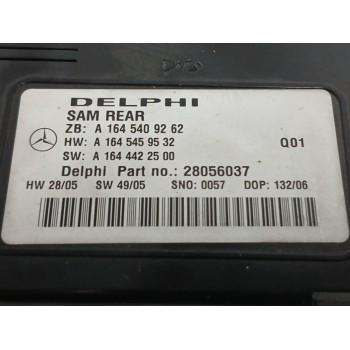 DELPHI
SAM REAR
ZB: A 164 540 92 62
HW: A 164 545 95 32 Q01
SW: A 164 442 25 00
Delphi Part no.: 28056037
HW 28/05 SW 49/05 SNO: 0057 DOP: 132/06